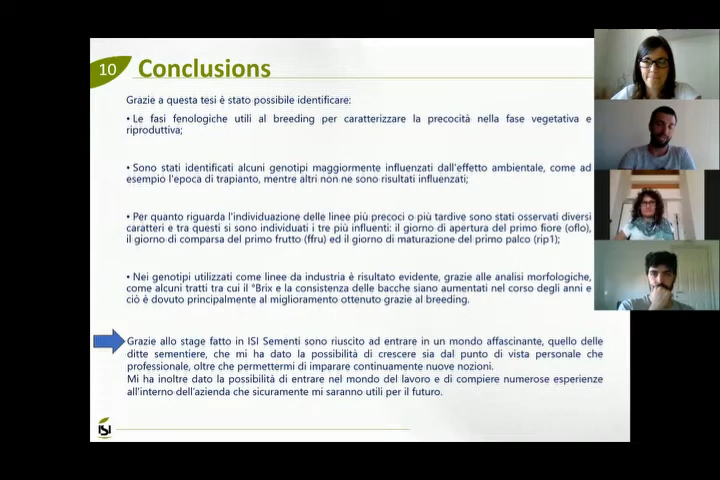 10 Conclusions
Grazie a questa tesi è stato possibile identificare:
• Le fasi fenologiche utili al breeding per caratterizzare la precocità nella fase vegetativa e
riproduttiva;
• Sono stati identificati alcuni genotipi maggiormente influenzati dall'effetto ambientale, come ad
esempio l'epoca di trapianto, mentre altri non ne sono risultati influenzati;
• Per quanto riguarda l'individuazione delle linee più precoci o più tardive sono stati osservati diversi
caratteri e tra questi si sono individuati i tre più influenti: il giorno di apertura del primo fiore (oflo),
il giorno di comparsa del primo frutto (ffru) ed il giorno di maturazione del primo palco (rip1);
• Nei genotipi utilizzati come linee da industria è risultato evidente, grazie alle analisi morfologiche,
come alcuni tratti tra cui il °Brix e la consistenza delle bacche siano aumentati nel corso degli anni e
ciò è dovuto principalmente al miglioramento ottenuto grazie al breeding.
Grazie allo stage fatto in ISI Sementi sono riuscito ad entrare in un mondo affascinante, quello delle
ditte sementiere, che mi ha dato la possibilità di crescere sia dal punto di vista personale che
professionale, oltre che permettermi di imparare continuamente nuove nozioni.
Mi ha inoltre dato la possibilità di entrare nel mondo del lavoro e di compiere numerose esperienze
all'interno dell'azienda che sicuramente mi saranno utili per il futuro.
ISI